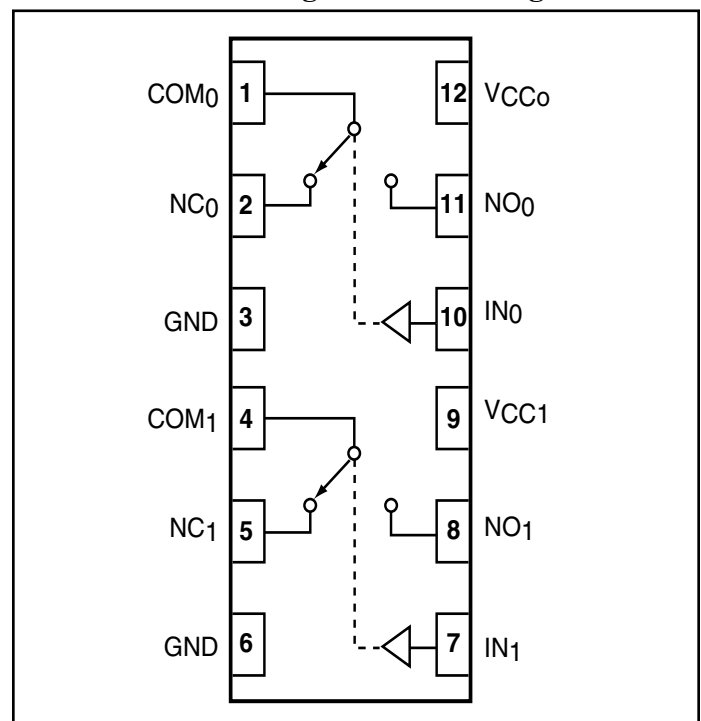 COM0 1
12 VCCo
NC0 2
11 NO0
GND 3
10 IN0
COM1 4
9 VCC1
NC1 5
8 NO1
GND 6
7 IN1